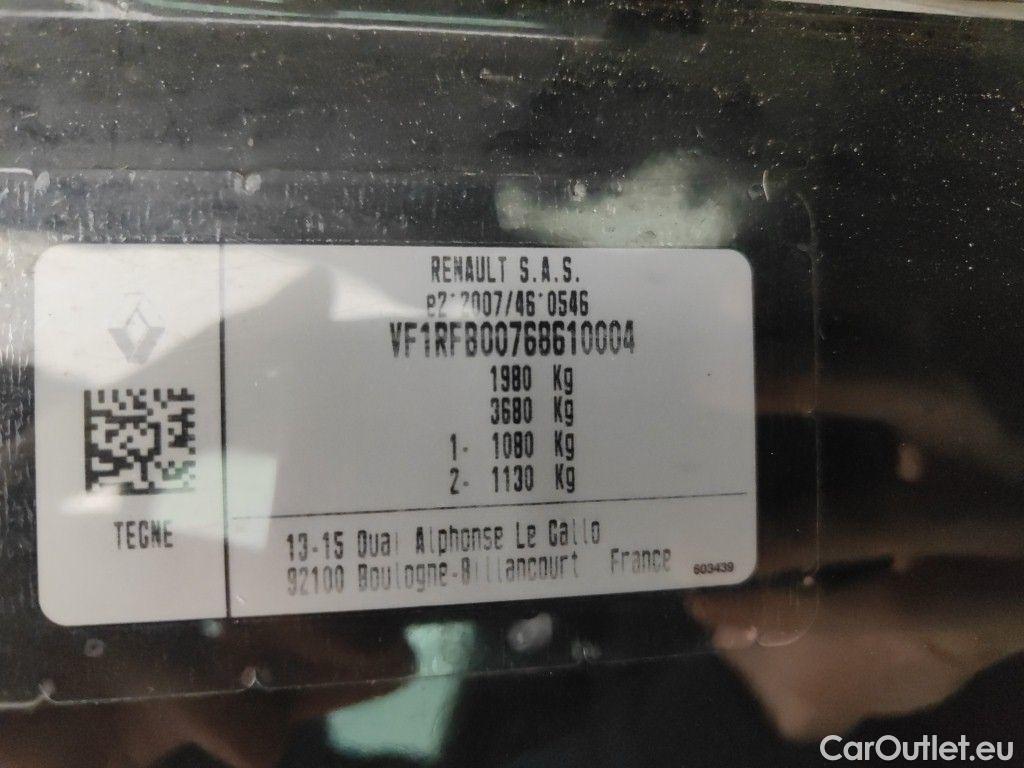 RENAULT S.A.S.
e2*2007/46*0546
VF1RFB00768610004
1980 Kg
3680 Kg
1- 1080 Kg
2- 1130 Kg
TEGNE
13-15 Quai Alphonse Le Gallo
92100 Boulogne-Billancourt France
603439
CarOutlet.eu